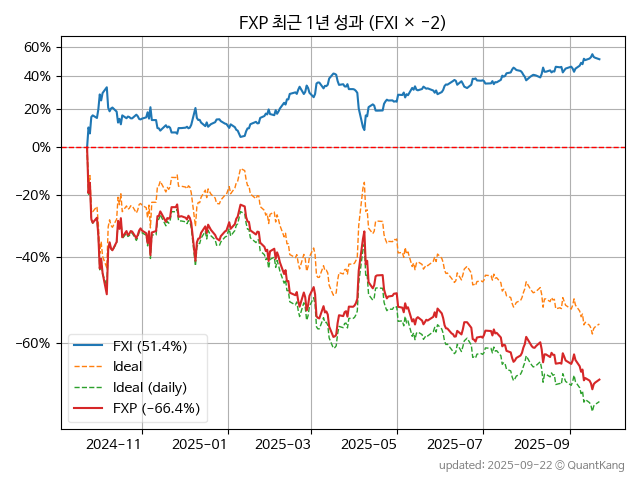 FXP 최근 1년 성과 (FXI × −2)
60%
40%
20%
0%
−20%
−40%
−60%
FXI (51.4%)
Ideal
Ideal (daily)
FXP (−66.4%)
2024-11
2025-01
2025-03
2025-05
2025-07
2025-09
updated: 2025-09-22 © QuantKang